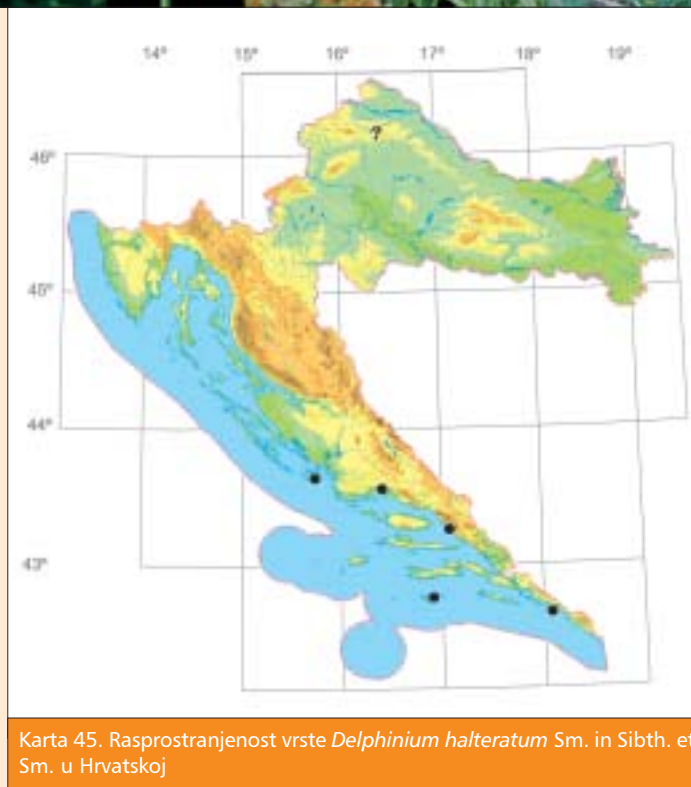 14° 15° 16° 17° 18° 19°
?
46°
45°
44°
43°
Karta 45. Rasprostranjenost vrste Delphinium halteratum Sm. in Sibth. et
Sm. u Hrvatskoj